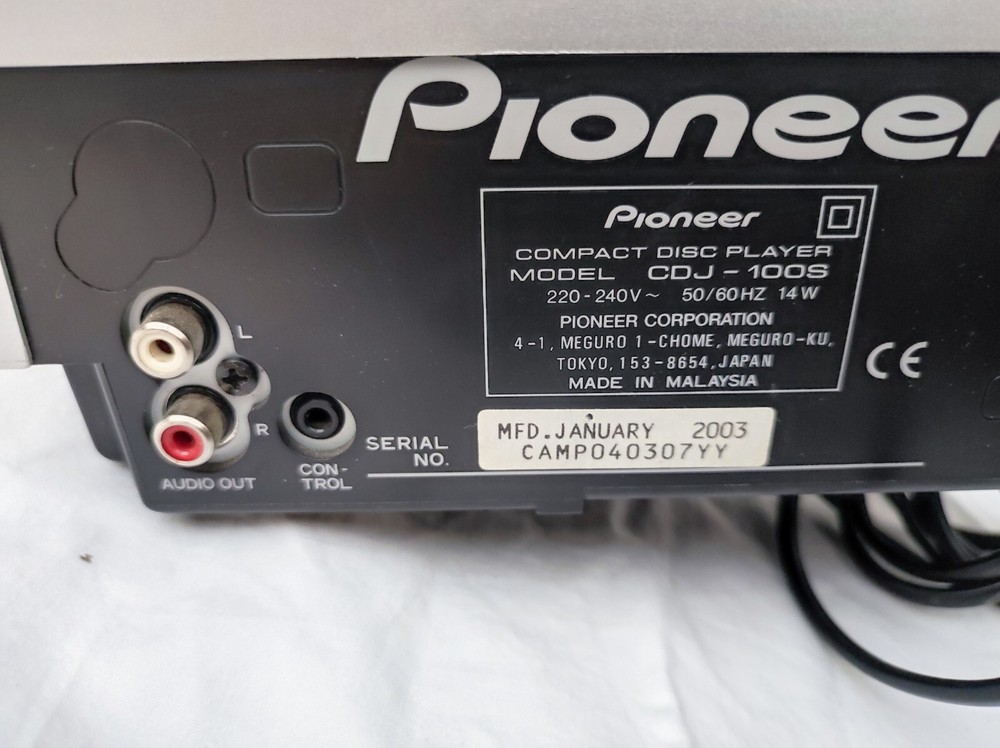 Pioneer
Pioneer
COMPACT DISC PLAYER
MODEL CDJ-100S
220-240V~ 50/60HZ 14W
PIONEER CORPORATION
4-1, MEGURO 1-CHOME, MEGURO-KU,
TOKYO, 153-8654, JAPAN
MADE IN MALAYSIA
CE
L
R
AUDIO OUT
CON-
TROL
SERIAL
NO.
MFD.JANUARY 2003
CAMP040307YY